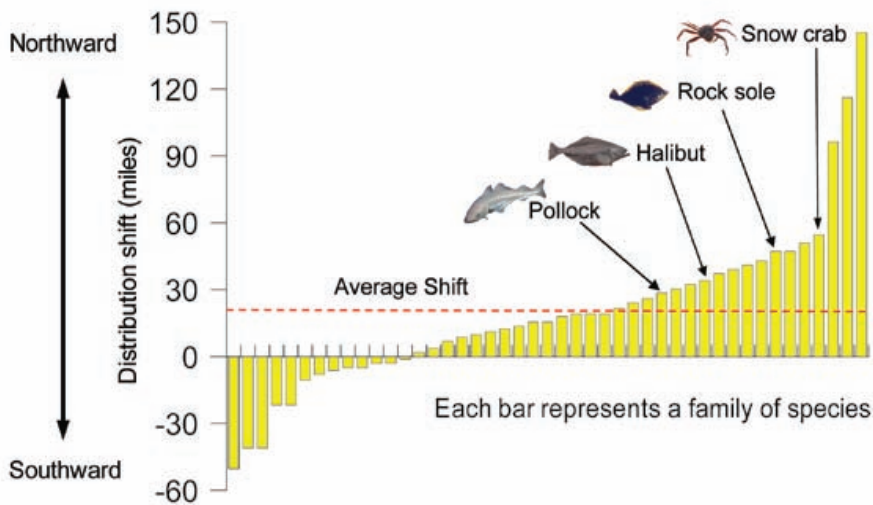 Northward
Southward
Distribution shift (miles)
150
120
90
60
30
0
-30
-60
Snow crab
Rock sole
Halibut
Pollock
Average Shift
Each bar represents a family of species